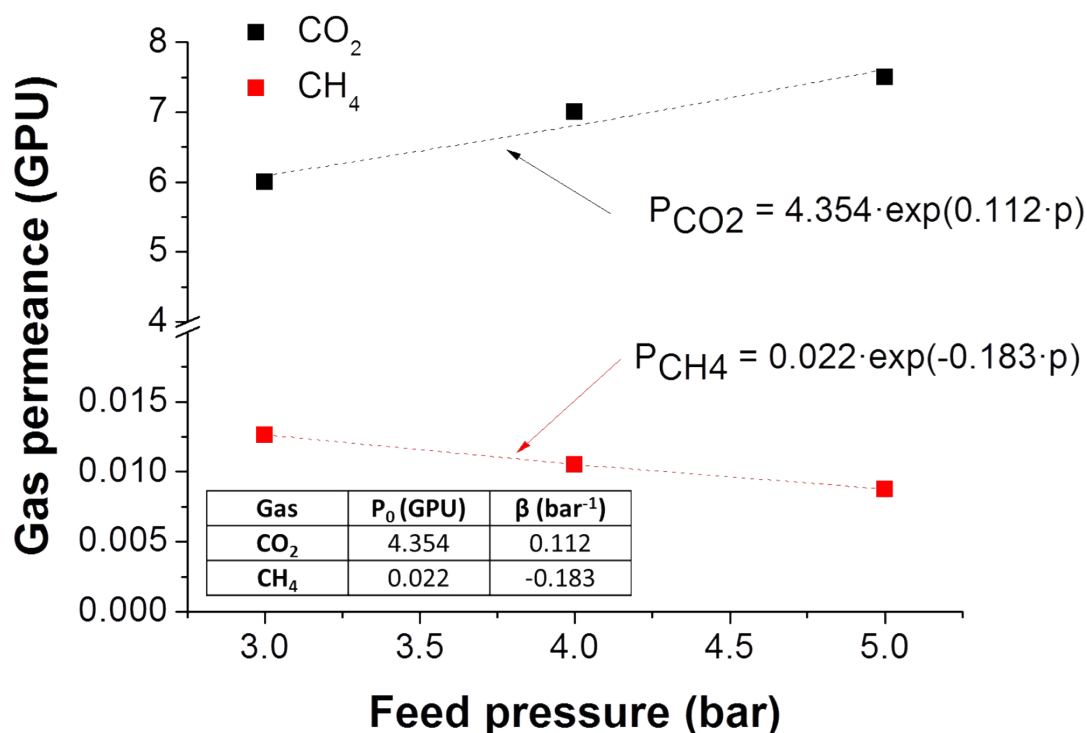 CO₂
CH₄
Gas permeance (GPU)
8
7
6
5
4
0.015
0.010
0.005
0.000
P_CO2 = 4.354·exp(0.112·p)
P_CH4 = 0.022·exp(-0.183·p)
Gas P₀ (GPU) β (bar⁻¹)
CO₂ 4.354 0.112
CH₄ 0.022 -0.183
3.0 3.5 4.0 4.5 5.0
Feed pressure (bar)